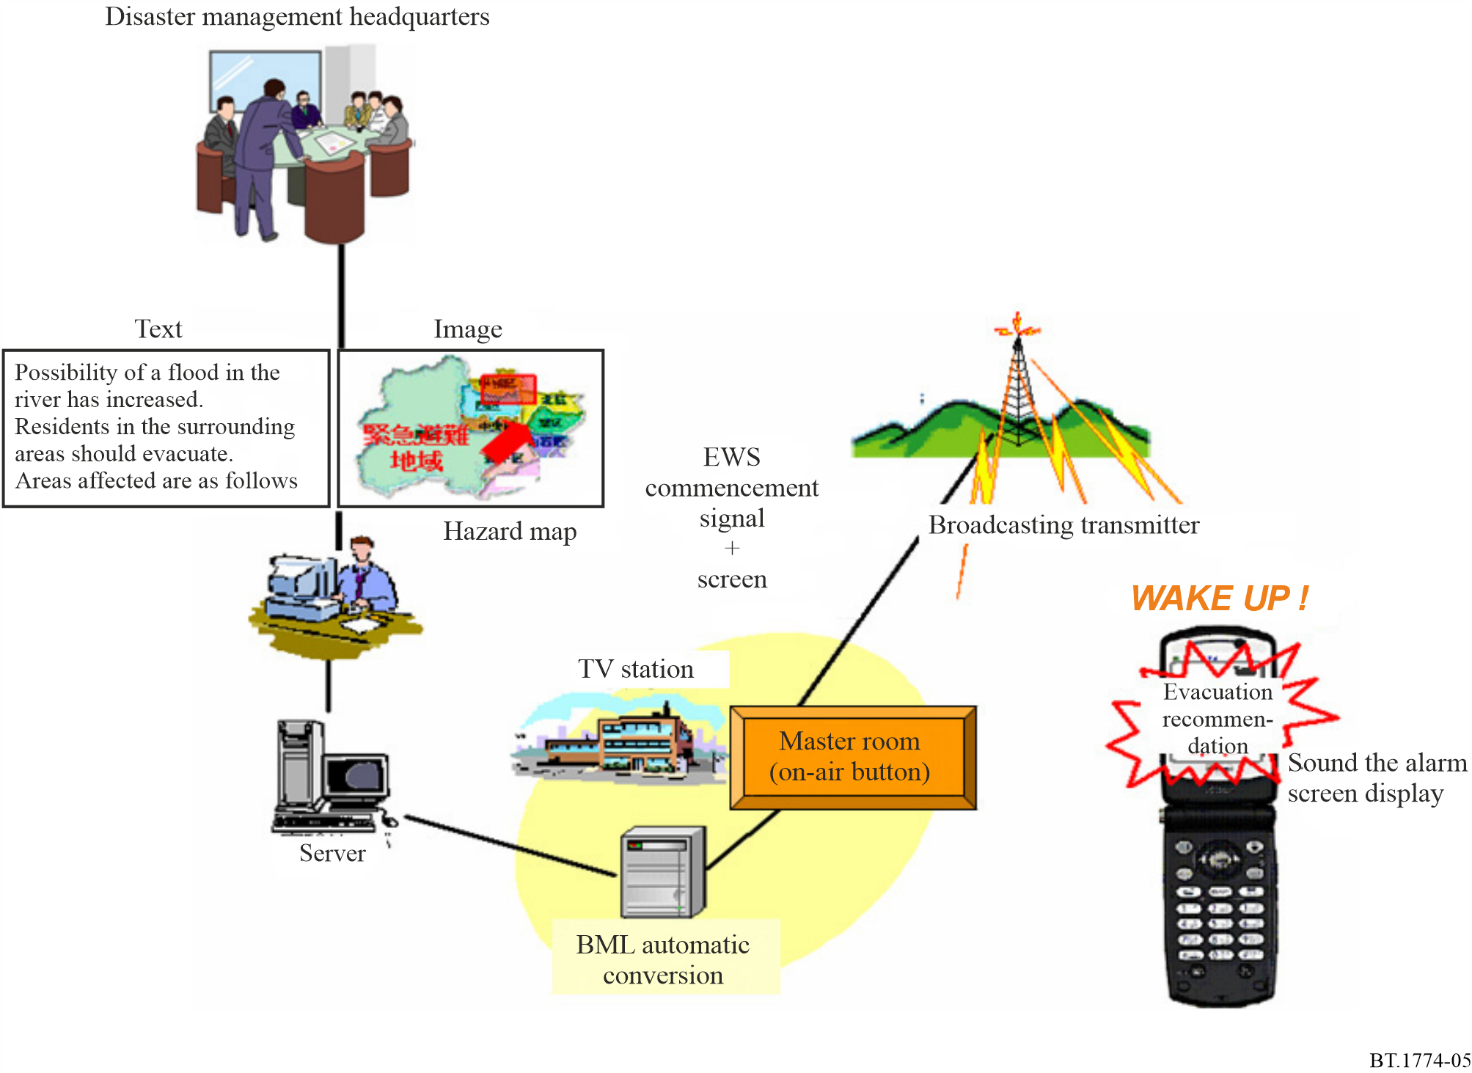 Disaster management headquarters
Text
Image
Possibility of a flood in the
river has increased.
Residents in the surrounding
areas should evacuate.
Areas affected are as follows
緊急避難
地域
Hazard map
EWS
commencement
signal
+
screen
Broadcasting transmitter
WAKE UP !
TV station
Evacuation
recommen-
dation
Master room
(on-air button)
Sound the alarm
screen display
Server
BML automatic
conversion
BT.1774-05